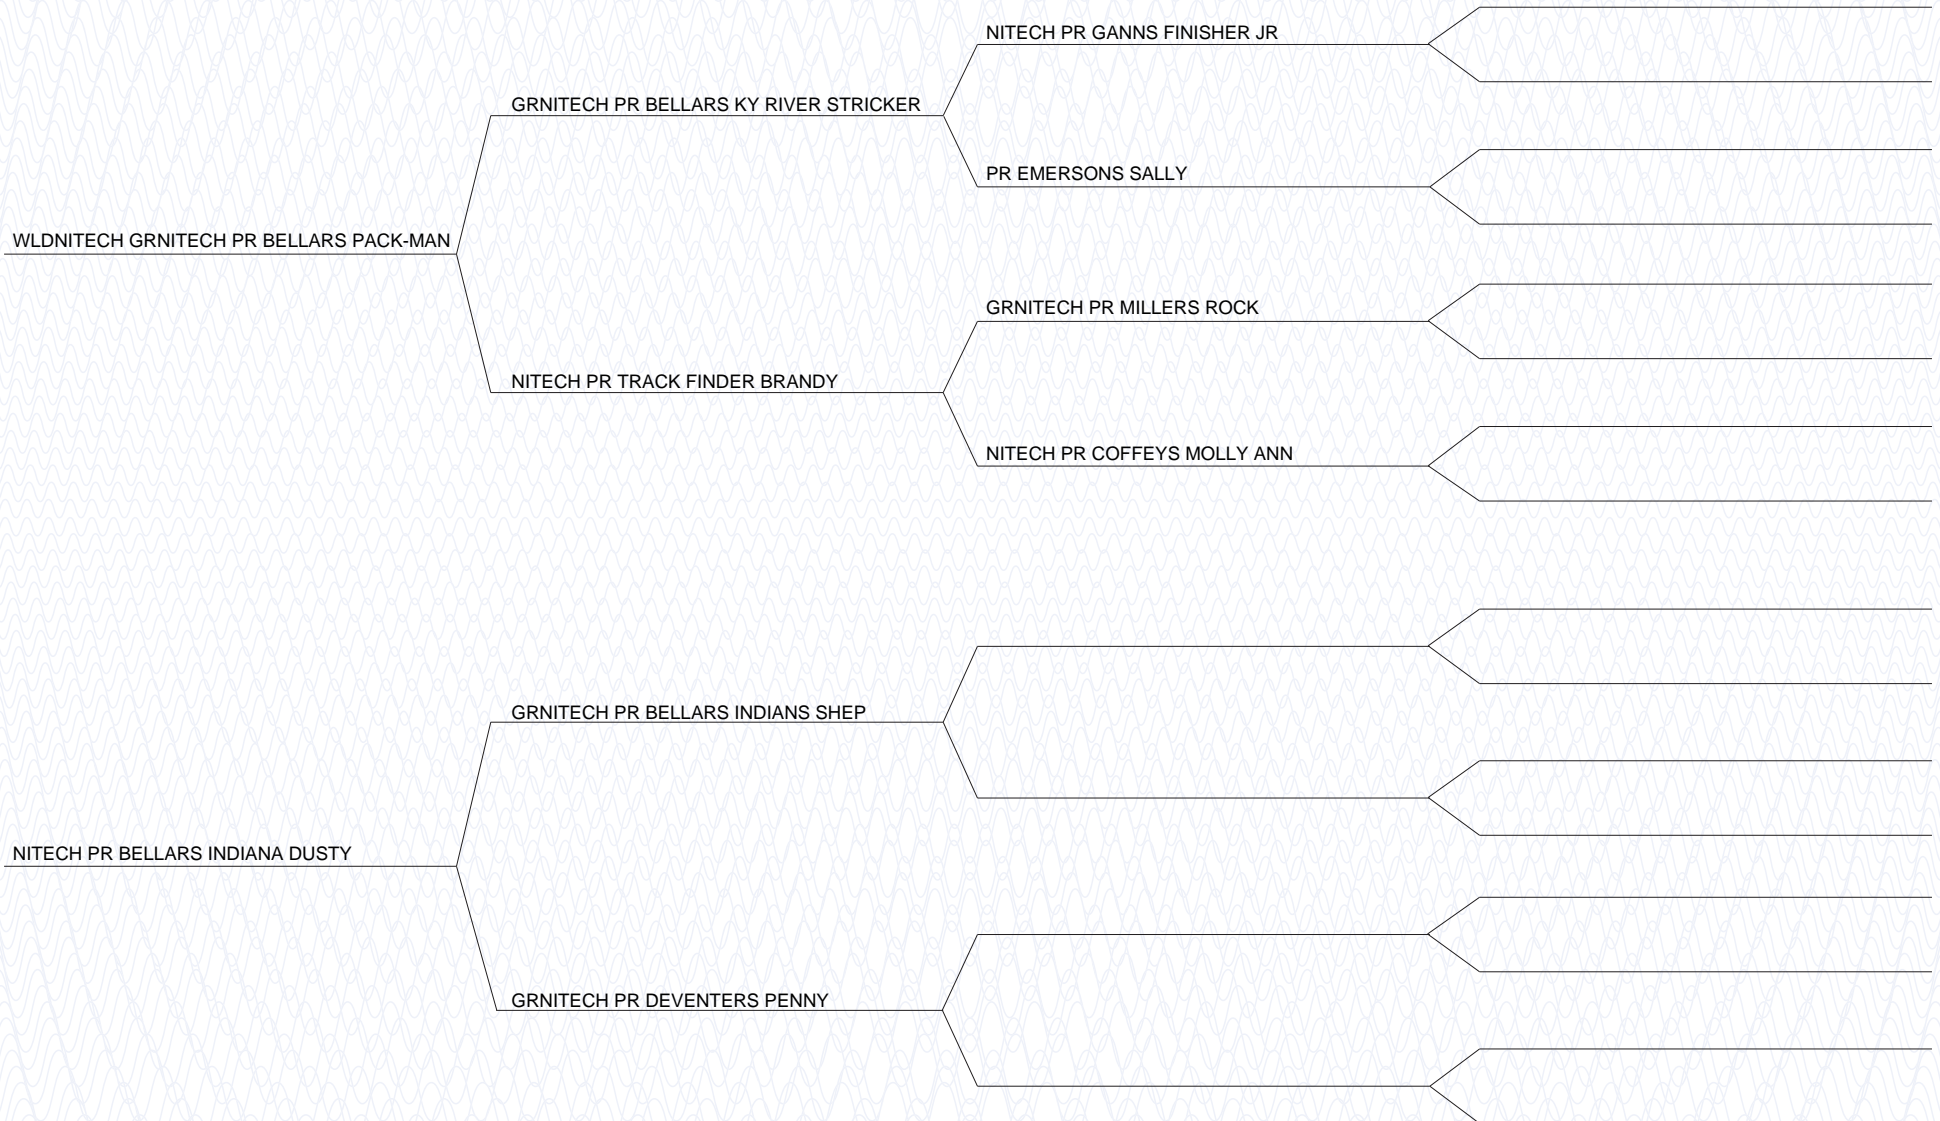 NITECH PR GANNS FINISHER JR
GRNITECH PR BELLARS KY RIVER STRICKER
PR EMERSONS SALLY
WLDNITECH GRNITECH PR BELLARS PACK-MAN
GRNITECH PR MILLERS ROCK
NITECH PR TRACK FINDER BRANDY
NITECH PR COFFEYS MOLLY ANN
GRNITECH PR BELLARS INDIANS SHEP
NITECH PR BELLARS INDIANA DUSTY
GRNITECH PR DEVENTERS PENNY